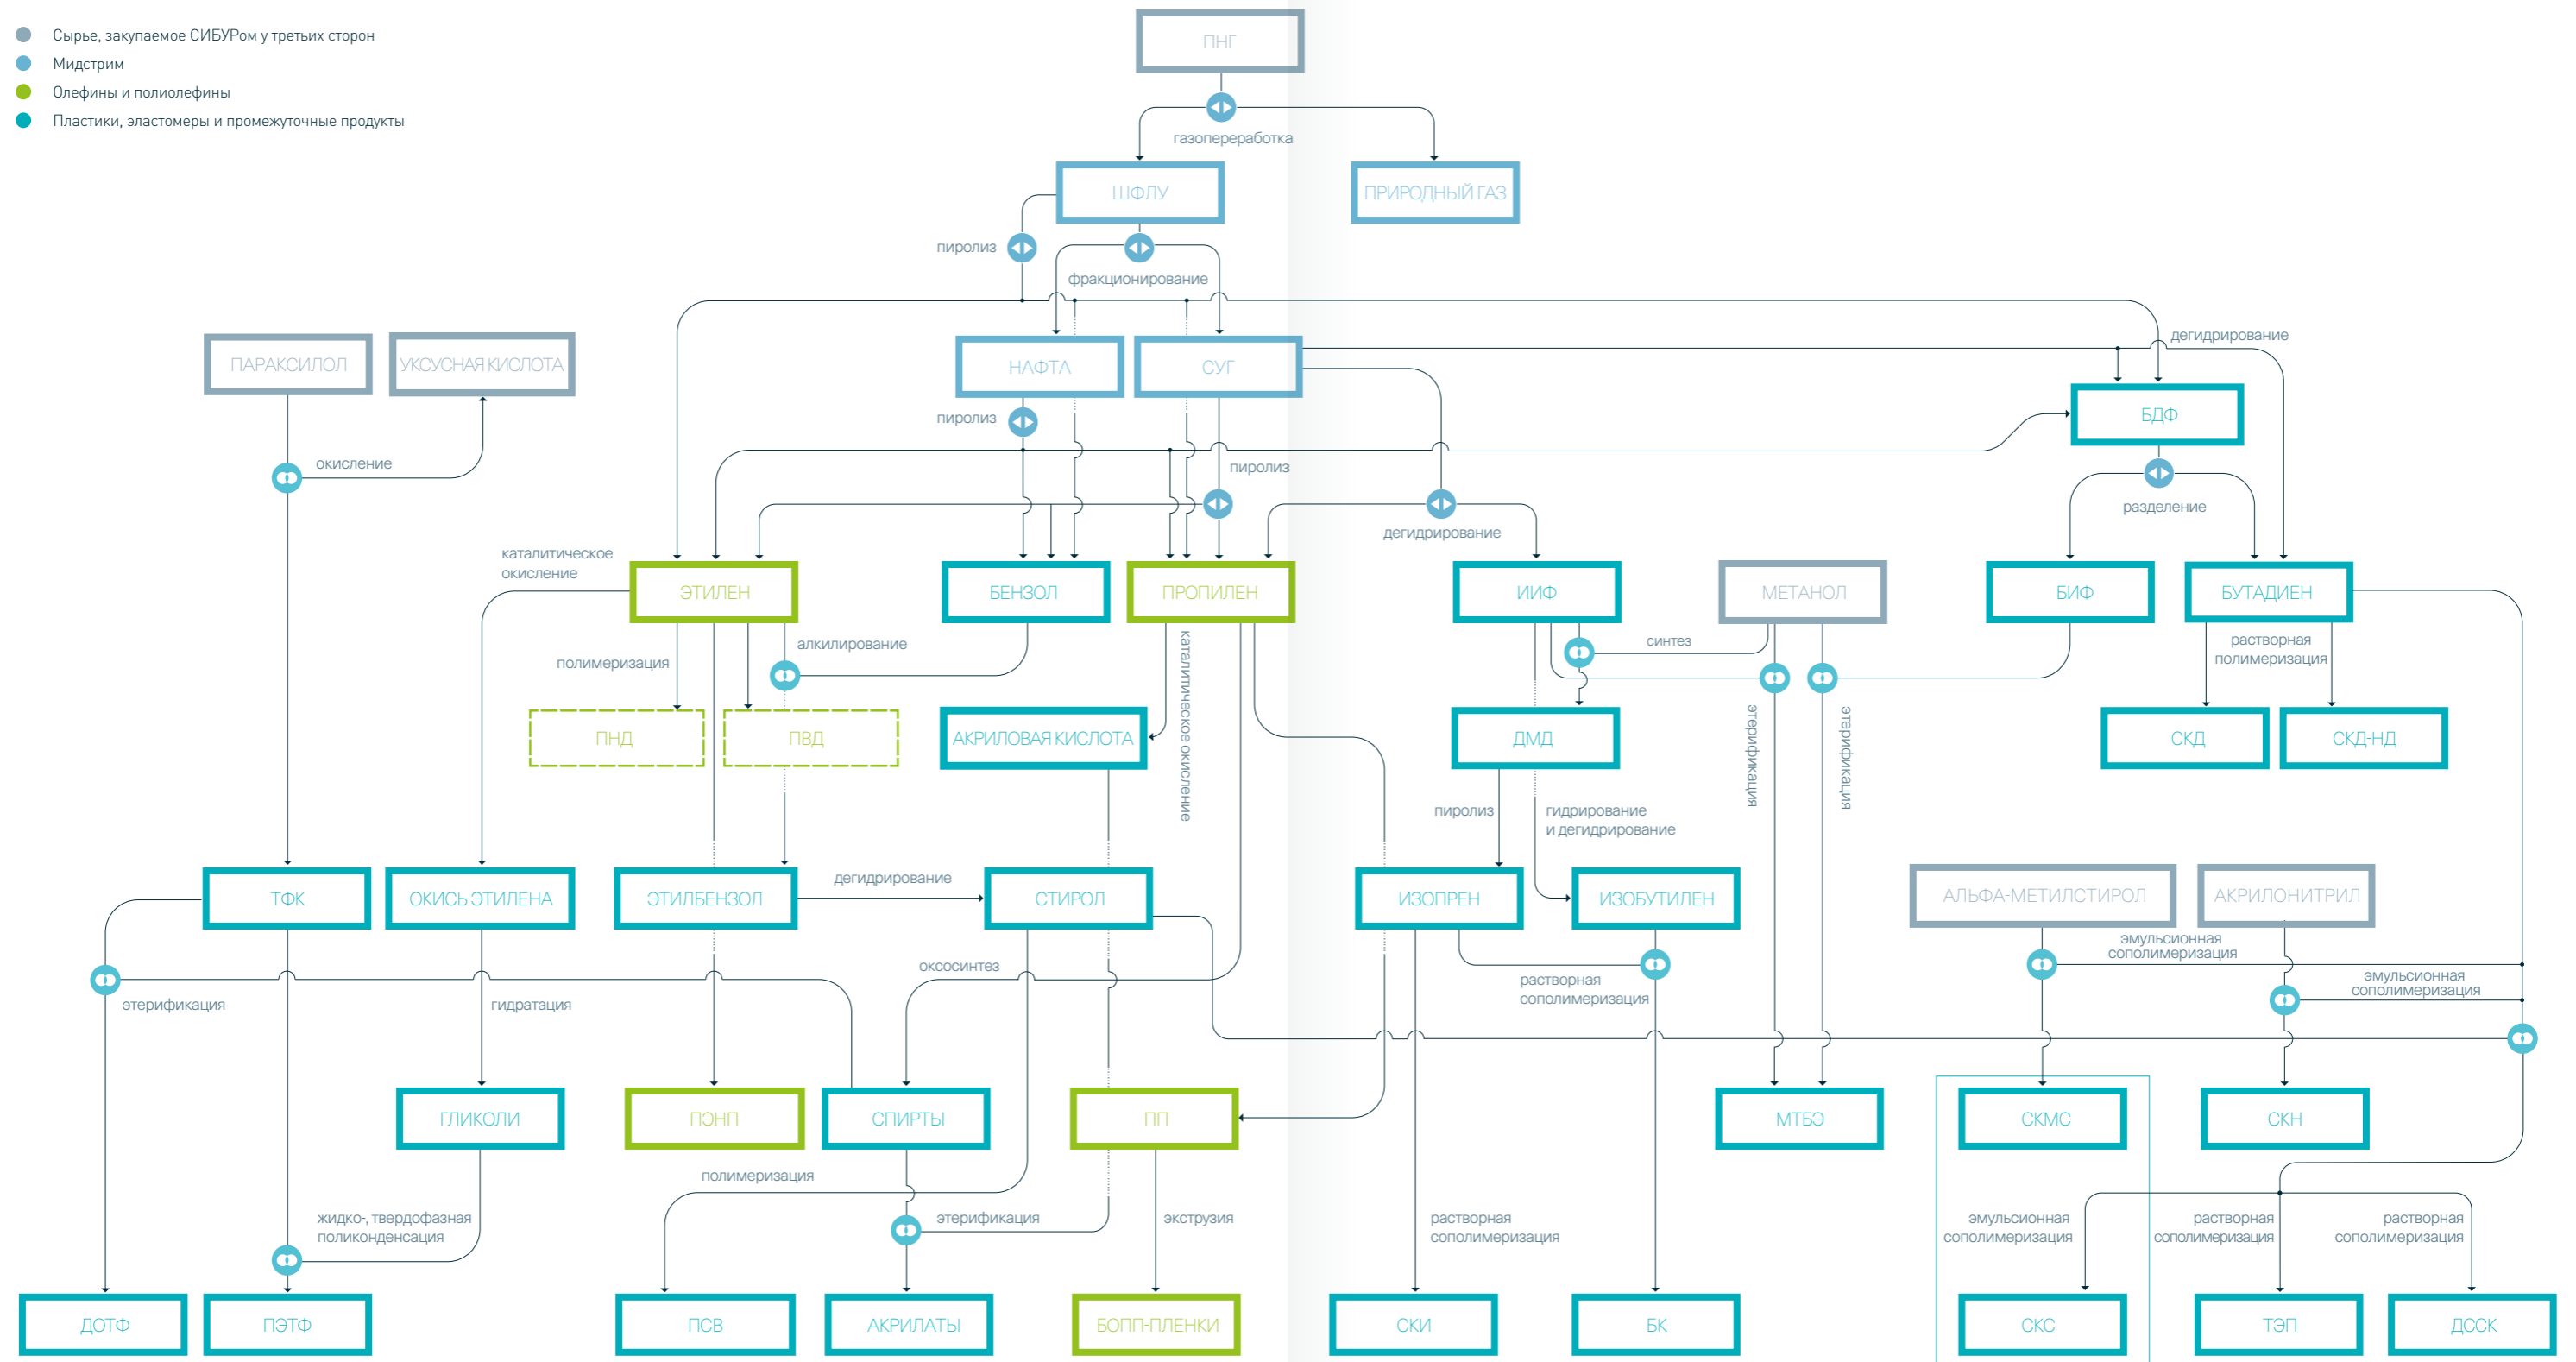 Сырье, закупаемое СИБУРом у третьих сторон
Мидстрим
Олефины и полиолефины
Пластики, эластомеры и промежуточные продукты
ПНГ
газопереработка
ШФЛУ
ПРИРОДНЫЙ ГАЗ
пиролиз
фракционирование
дегидрирование
ПАРАКСИЛОЛ
УКСУСНАЯ КИСЛОТА
НАФТА
СУГ
БДФ
пиролиз
окисление
пиролиз
разделение
дегидрирование
каталитическое
окисление
ЭТИЛЕН
БЕНЗОЛ
ПРОПИЛЕН
ИИФ
МЕТАНОЛ
БИФ
БУТАДИЕН
полимеризация
алкилирование
каталитическое окисление
синтез
растворная
полимеризация
этерификация
этерификация
ПНД
ПВД
АКРИЛОВАЯ КИСЛОТА
ДМД
СКД
СКД-НД
пиролиз
гидрирование
и дегидрирование
ТФК
ОКИСЬ ЭТИЛЕНА
ЭТИЛБЕНЗОЛ
дегидрирование
СТИРОЛ
ИЗОПРЕН
ИЗОБУТИЛЕН
АЛЬФА-МЕТИЛСТИРОЛ
АКРИЛОНИТРИЛ
эмульсионная
сополимеризация
этерификация
гидратация
оксосинтез
растворная
сополимеризация
эмульсионная
сополимеризация
ГЛИКОЛИ
ПЭНП
СПИРТЫ
ПП
МТБЭ
СКМС
СКН
полимеризация
жидко-, твердофазная
поликонденсация
этерификация
экструзия
растворная
сополимеризация
эмульсионная
сополимеризация
растворная
сополимеризация
растворная
сополимеризация
ДОТФ
ПЭТФ
ПСВ
АКРИЛАТЫ
БОПП-ПЛЕНКИ
СКИ
БК
СКС
ТЭП
ДССК